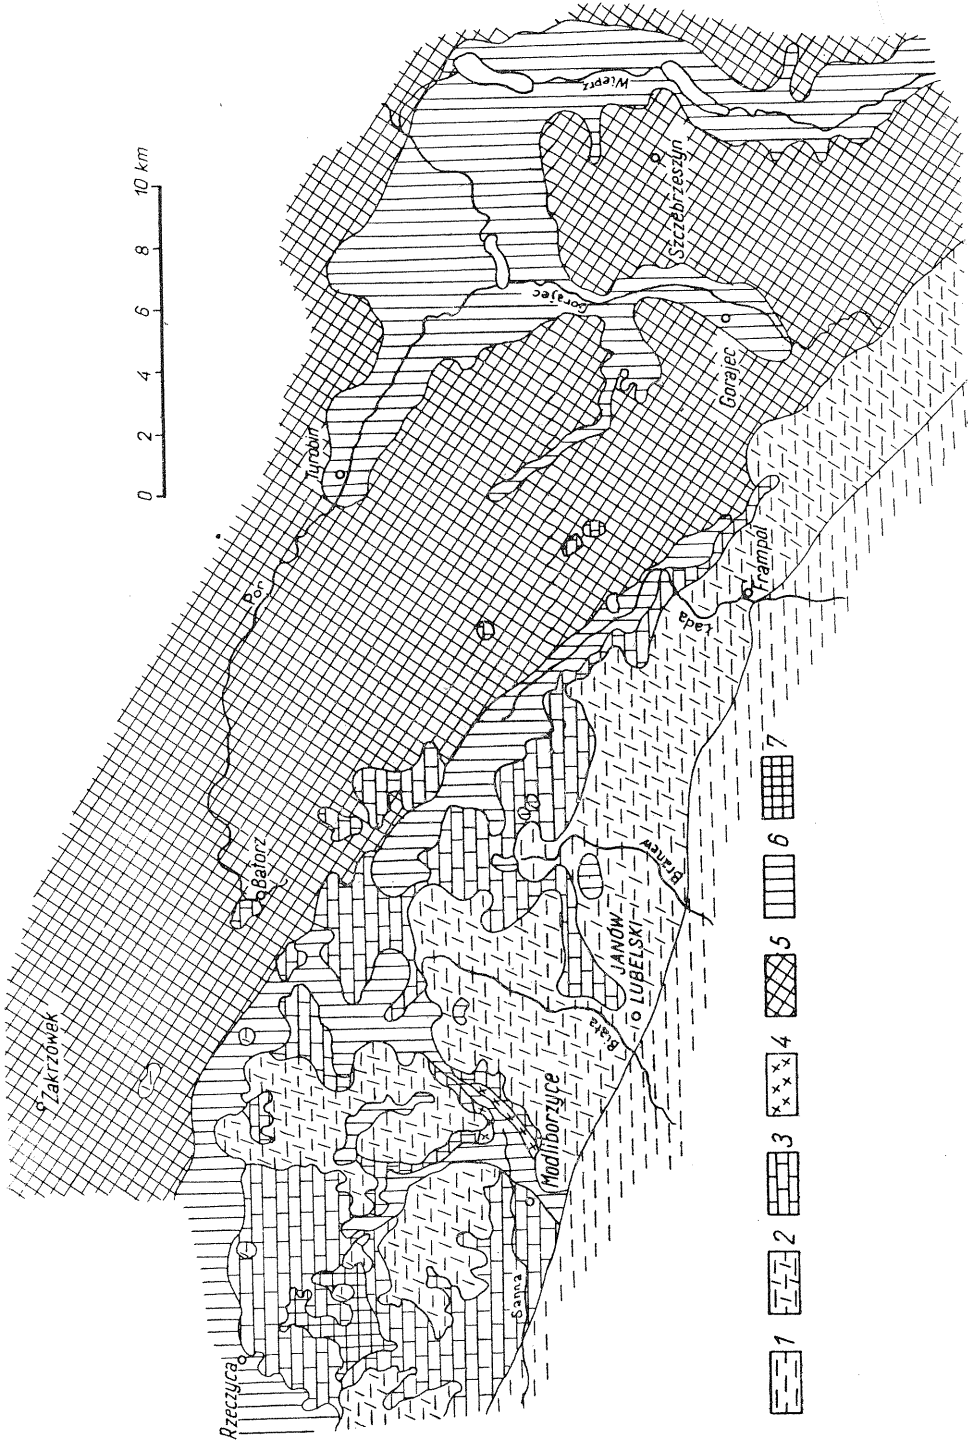 0 2 4 6 8 10 km
Zakrzówek
Batorz
Por
Turobin
Gorajec
Wieprz
Szczebrzeszyn
Gorajec
Rzeczyca
Sanna
Modliborzyce
Biała
JANÓW
LUBELSKI
Branew
Łada
Frampol
1 2 3 4 5 6 7